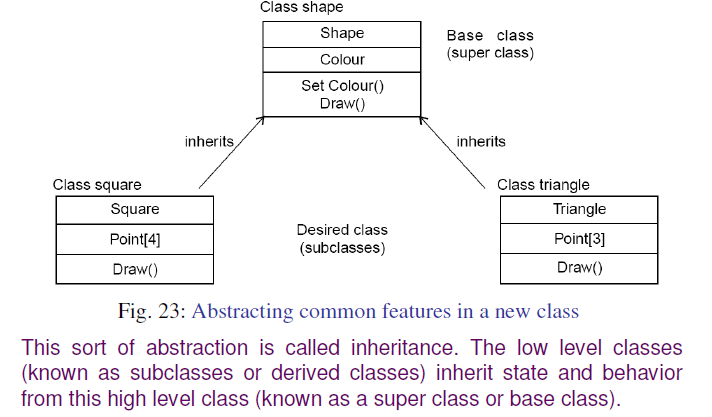 Class shape
Shape
Colour
Set Colour()
Draw()
Base class
(super class)
inherits
inherits
Class square
Square
Point[4]
Draw()
Desired class
(subclasses)
Class triangle
Triangle
Point[3]
Draw()
Fig. 23: Abstracting common features in a new class
This sort of abstraction is called inheritance. The low level classes
(known as subclasses or derived classes) inherit state and behavior
from this high level class (known as a super class or base class).